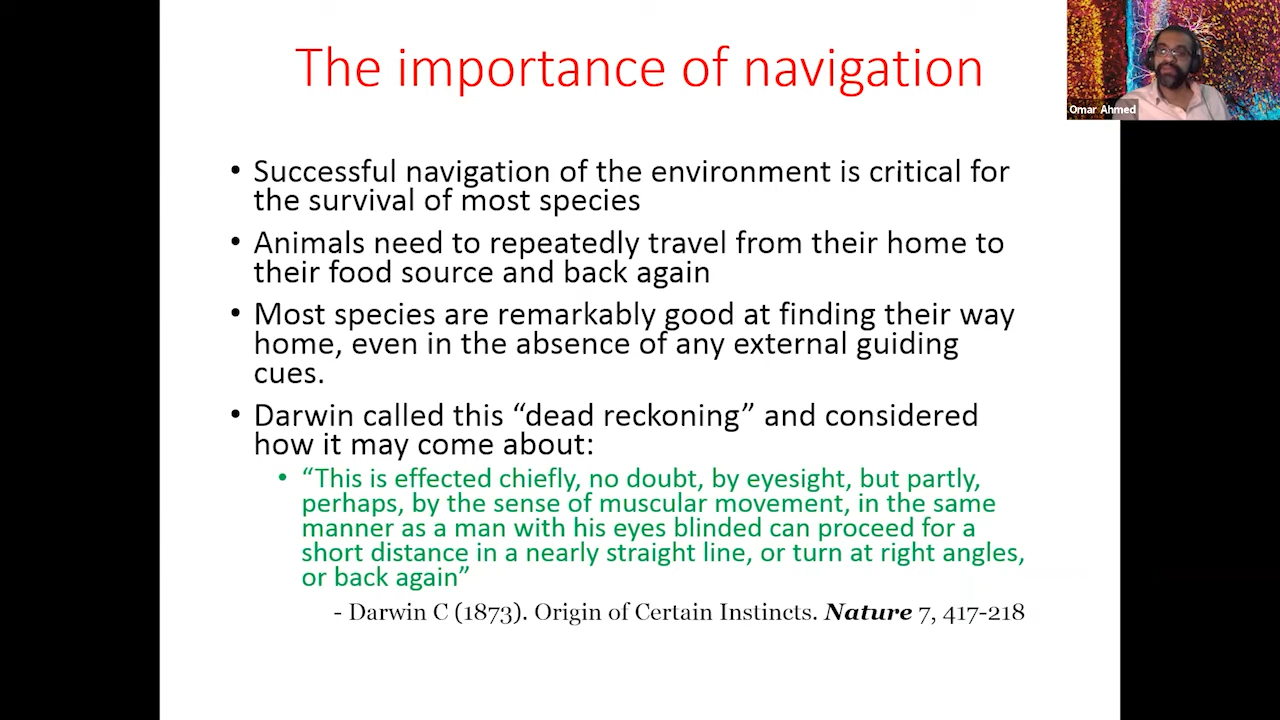 The importance of navigation
Omar Ahmed
• Successful navigation of the environment is critical for
the survival of most species
• Animals need to repeatedly travel from their home to
their food source and back again
• Most species are remarkably good at finding their way
home, even in the absence of any external guiding
cues.
• Darwin called this “dead reckoning” and considered
how it may come about:
• “This is effected chiefly, no doubt, by eyesight, but partly,
perhaps, by the sense of muscular movement, in the same
manner as a man with his eyes blinded can proceed for a
short distance in a nearly straight line, or turn at right angles,
or back again”
- Darwin C (1873). Origin of Certain Instincts. Nature 7, 417-218